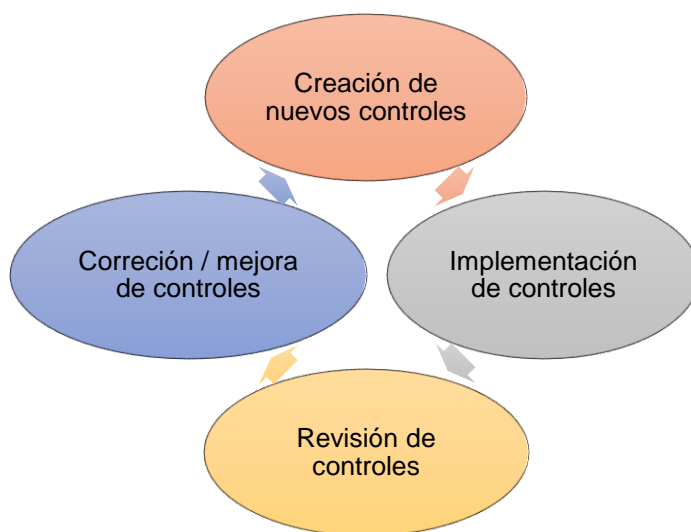 Creación de
nuevos controles
Correción / mejora
de controles
Implementación
de controles
Revisión de
controles